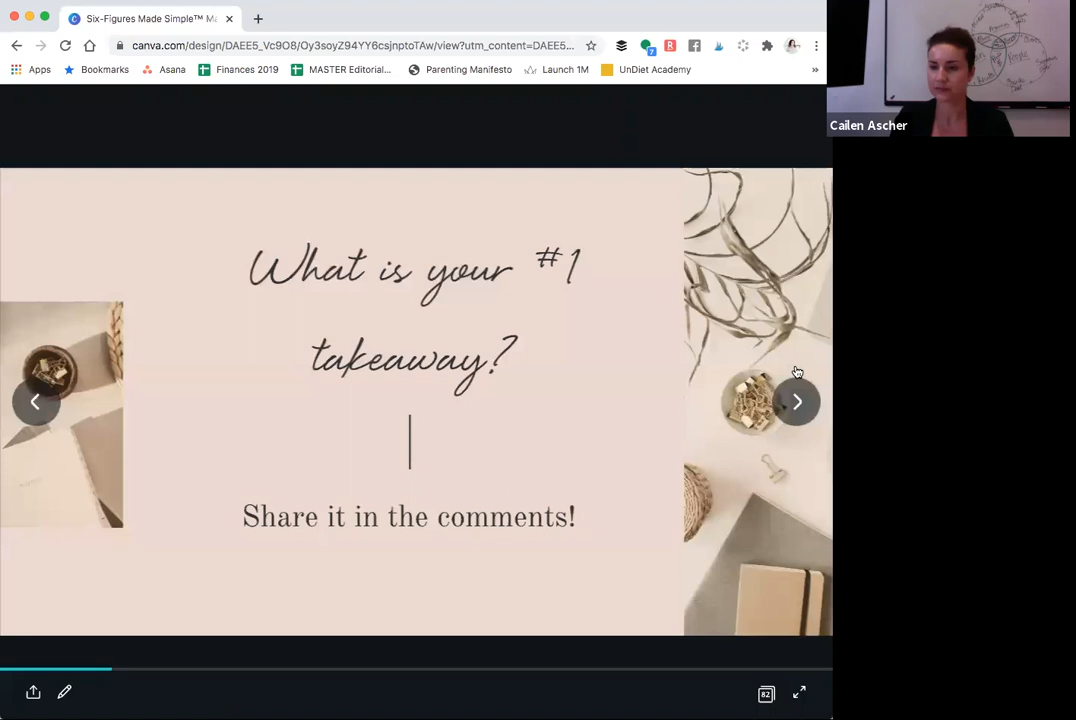 Six-Figures Made Simple™ Ma
canva.com/design/DAEE5_Vc9O8/Oy3soyZ94YY6csjnptoTAw/view?utm_content=DAEE5...
7
R
Apps
Bookmarks
Asana
Finances 2019
MASTER Editorial...
Parenting Manifesto
Launch 1M
UnDiet Academy
»
Cailen Ascher
What is your #1
takeaway?
Share it in the comments!
82